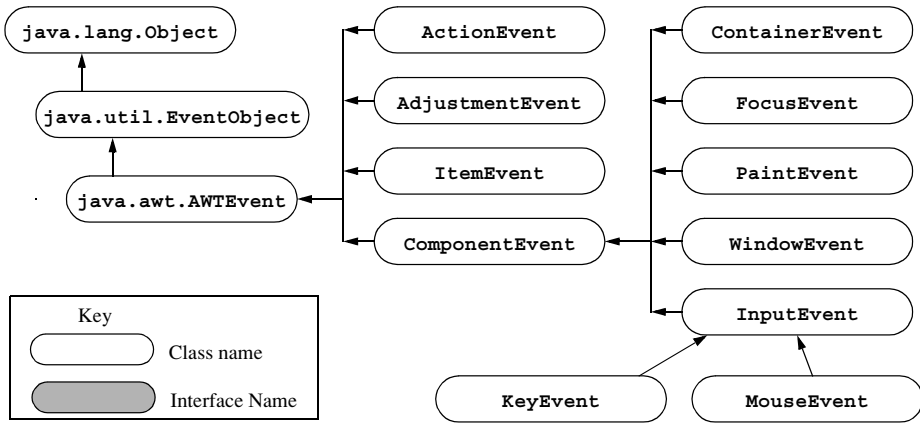 java.lang.Object
java.util.EventObject
java.awt.AWTEvent
ActionEvent
AdjustmentEvent
ItemEvent
ComponentEvent
ContainerEvent
FocusEvent
PaintEvent
WindowEvent
InputEvent
KeyEvent
MouseEvent
Key
Class name
Interface Name